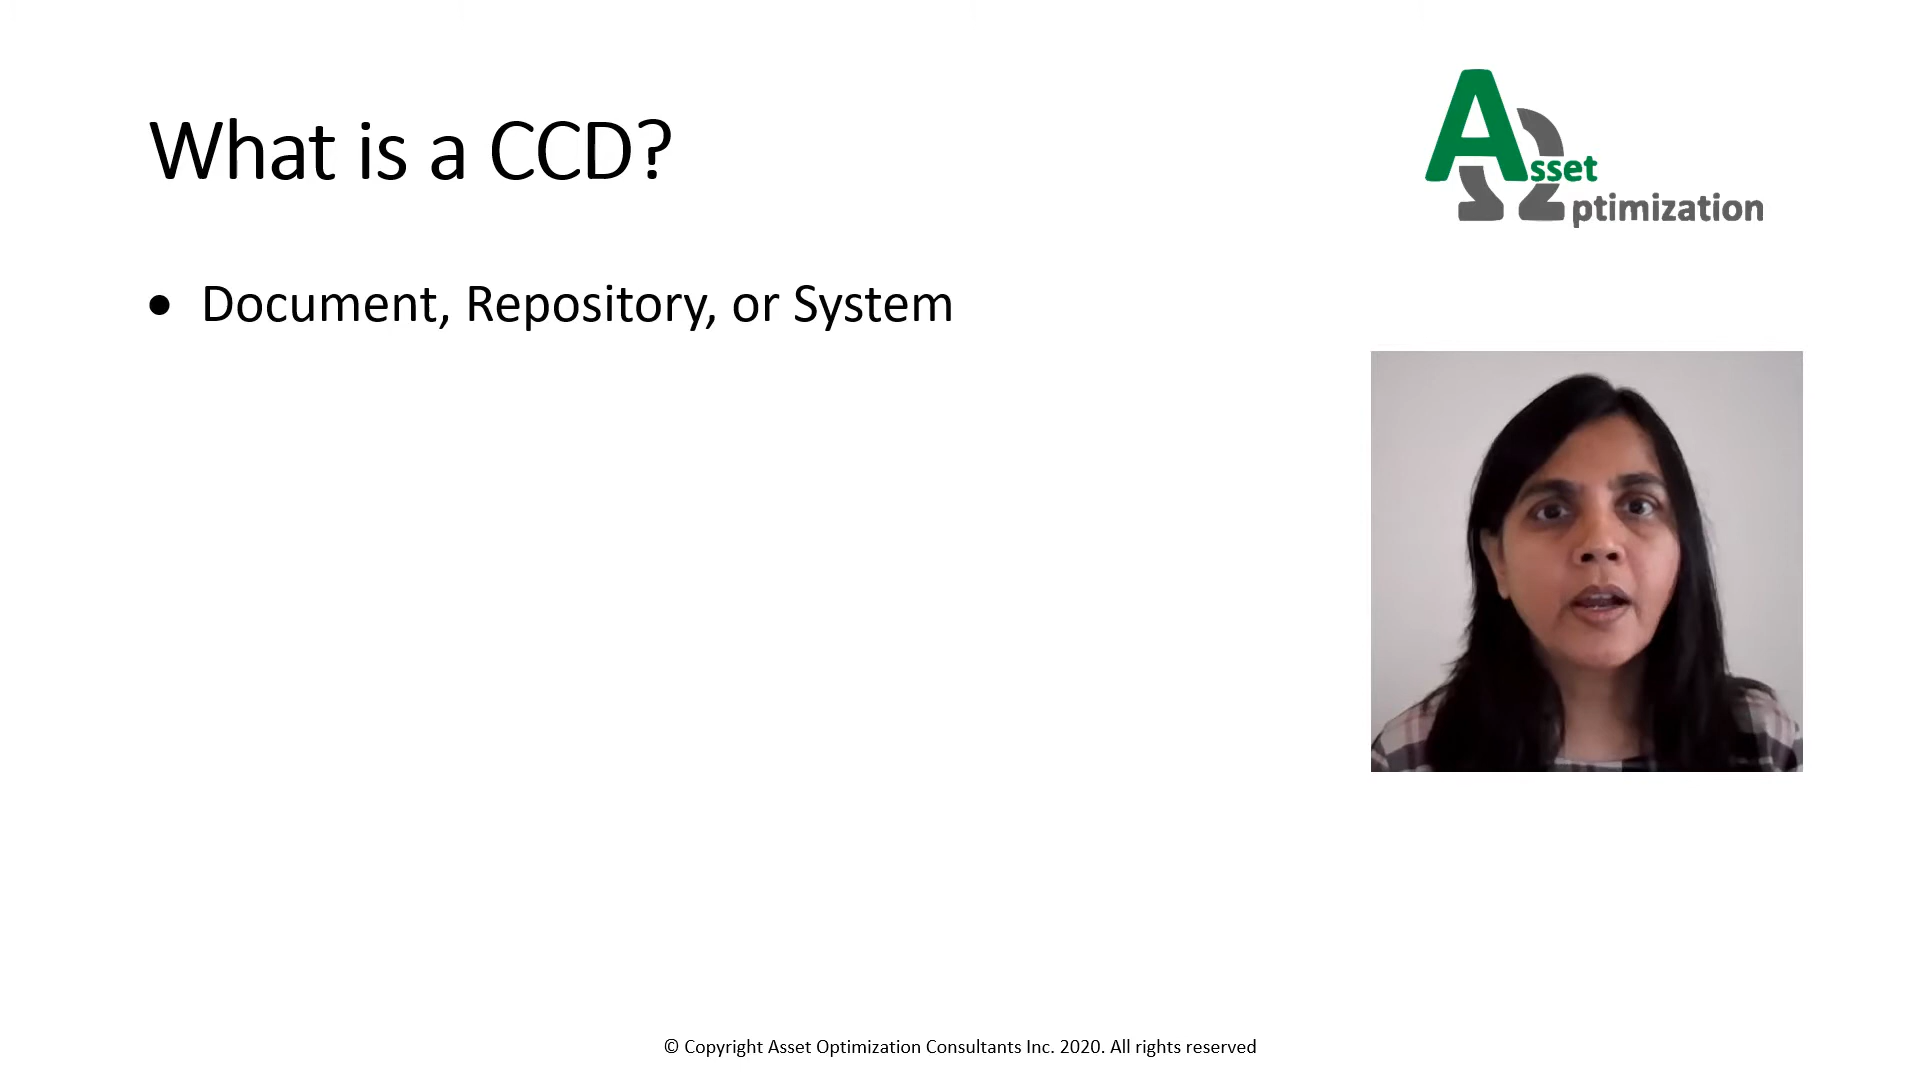 What is a CCD?
Asset
Optimization
• Document, Repository, or System
© Copyright Asset Optimization Consultants Inc. 2020. All rights reserved